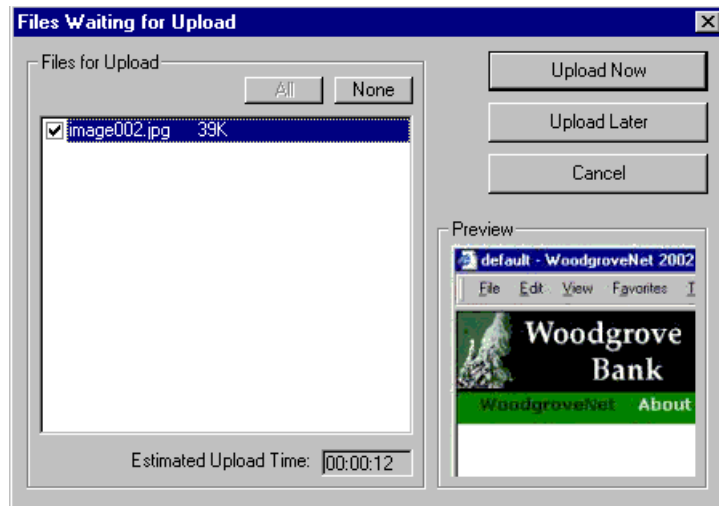 Files Waiting for Upload
Files for Upload
All None
image002.jpg 39K
Estimated Upload Time: 00:00:12
Upload Now
Upload Later
Cancel
Preview
default - WoodgroveNet 2002
File Edit View Favorites T
Woodgrove
Bank
WoodgroveNet About